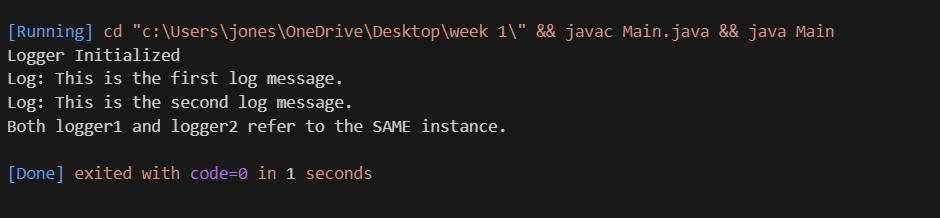 [Running] cd "c:\Users\jones\OneDrive\Desktop\week 1\" && javac Main.java && java Main
Logger Initialized
Log: This is the first log message.
Log: This is the second log message.
Both logger1 and logger2 refer to the SAME instance.
[Done] exited with code=0 in 1 seconds